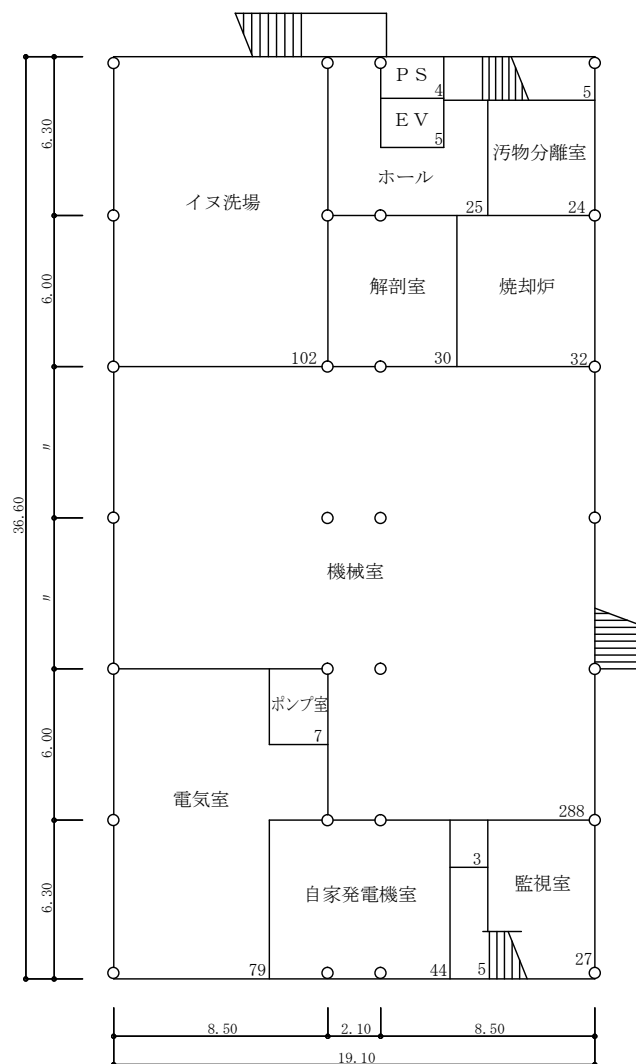 ＰＳ
4
5
ＥＶ
5
汚物分離室
ホール
イヌ洗場
25
24
6.30
解剖室
焼却炉
6.00
102
30
32
〃
36.60
機械室
〃
ポンプ室
7
6.00
電気室
288
3
自家発電機室
監視室
6.30
79
44
5
27
8.50
2.10
8.50
19.10